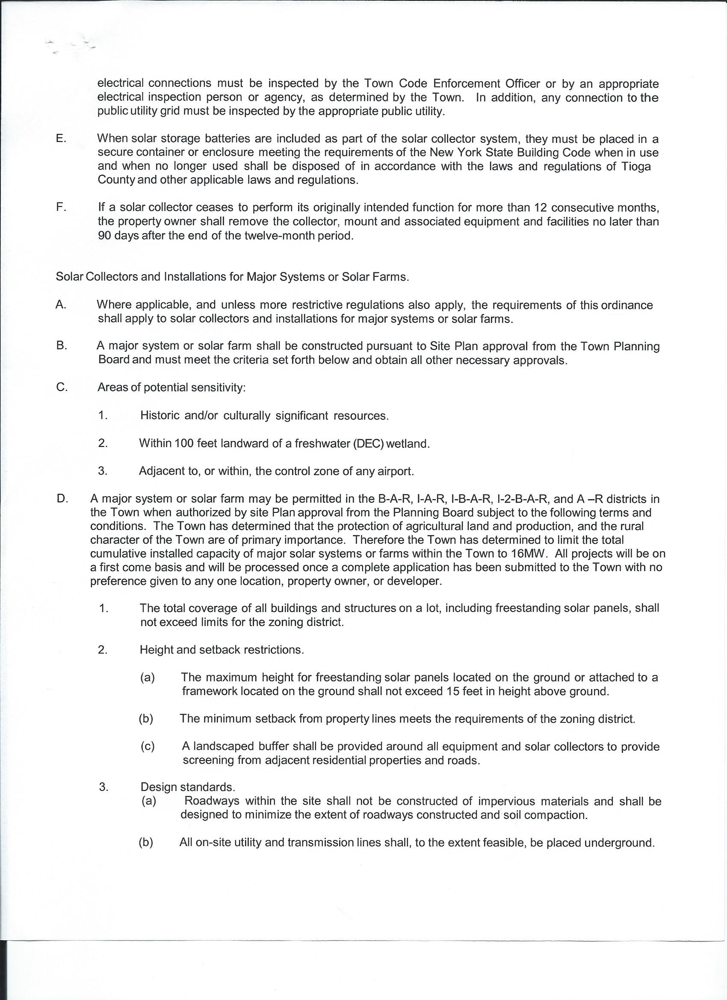 electrical connections must be inspected by the Town Code Enforcement Officer or by an appropriate
electrical inspection person or agency, as determined by the Town. In addition, any connection to the
public utility grid must be inspected by the appropriate public utility.
E. When solar storage batteries are included as part of the solar collector system, they must be placed in a
secure container or enclosure meeting the requirements of the New York State Building Code when in use
and when no longer used shall be disposed of in accordance with the laws and regulations of Tioga
County and other applicable laws and regulations.
F. If a solar collector ceases to perform its originally intended function for more than 12 consecutive months,
the property owner shall remove the collector, mount and associated equipment and facilities no later than
90 days after the end of the twelve-month period.
Solar Collectors and Installations for Major Systems or Solar Farms.
A. Where applicable, and unless more restrictive regulations also apply, the requirements of this ordinance
shall apply to solar collectors and installations for major systems or solar farms.
B. A major system or solar farm shall be constructed pursuant to Site Plan approval from the Town Planning
Board and must meet the criteria set forth below and obtain all other necessary approvals.
C. Areas of potential sensitivity:
1. Historic and/or culturally significant resources.
2. Within 100 feet landward of a freshwater (DEC) wetland.
3. Adjacent to, or within, the control zone of any airport.
D. A major system or solar farm may be permitted in the B-A-R, I-A-R, I-B-A-R, I-2-B-A-R, and A –R districts in
the Town when authorized by site Plan approval from the Planning Board subject to the following terms and
conditions. The Town has determined that the protection of agricultural land and production, and the rural
character of the Town are of primary importance. Therefore the Town has determined to limit the total
cumulative installed capacity of major solar systems or farms within the Town to 16MW. All projects will be on
a first come basis and will be processed once a complete application has been submitted to the Town with no
preference given to any one location, property owner, or developer.
1. The total coverage of all buildings and structures on a lot, including freestanding solar panels, shall
not exceed limits for the zoning district.
2. Height and setback restrictions.
(a) The maximum height for freestanding solar panels located on the ground or attached to a
framework located on the ground shall not exceed 15 feet in height above ground.
(b) The minimum setback from property lines meets the requirements of the zoning district.
(c) A landscaped buffer shall be provided around all equipment and solar collectors to provide
screening from adjacent residential properties and roads.
3. Design standards.
(a) Roadways within the site shall not be constructed of impervious materials and shall be
designed to minimize the extent of roadways constructed and soil compaction.
(b) All on-site utility and transmission lines shall, to the extent feasible, be placed underground.